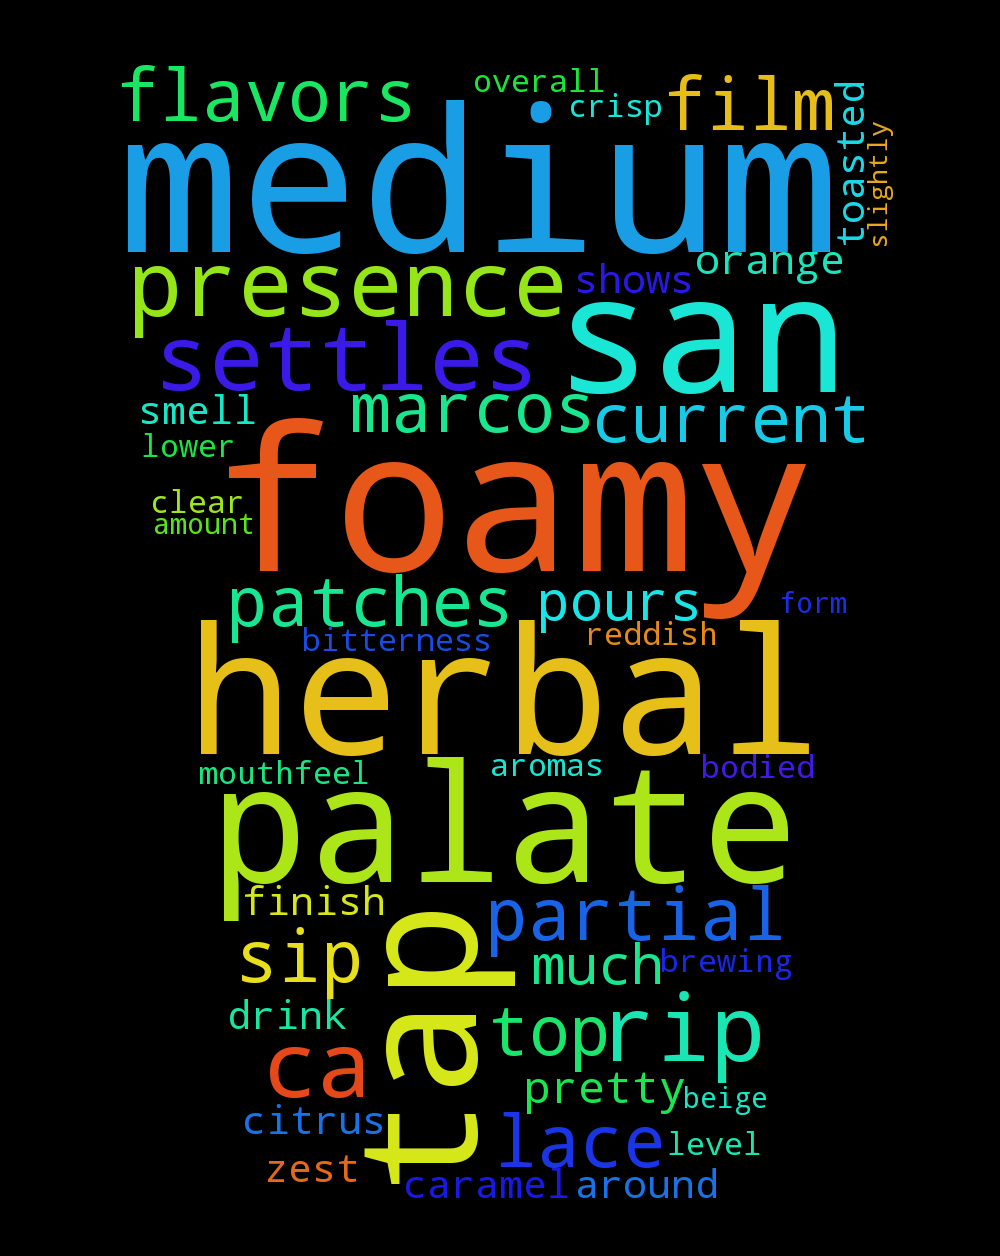 flavors
overall
crisp
film
toasted
slightly
medium
presence
shows
orange
san
settles
marcos
current
smell
lower
foamy
clear
amount
patches
pours
form
bitterness
reddish
herbal
mouthfeel
aromas
bodied
palate
finish
partial
tap
sip
much
brewing
drink
top
rip
ca
pretty
beige
citrus
lace
level
zest
caramel
around